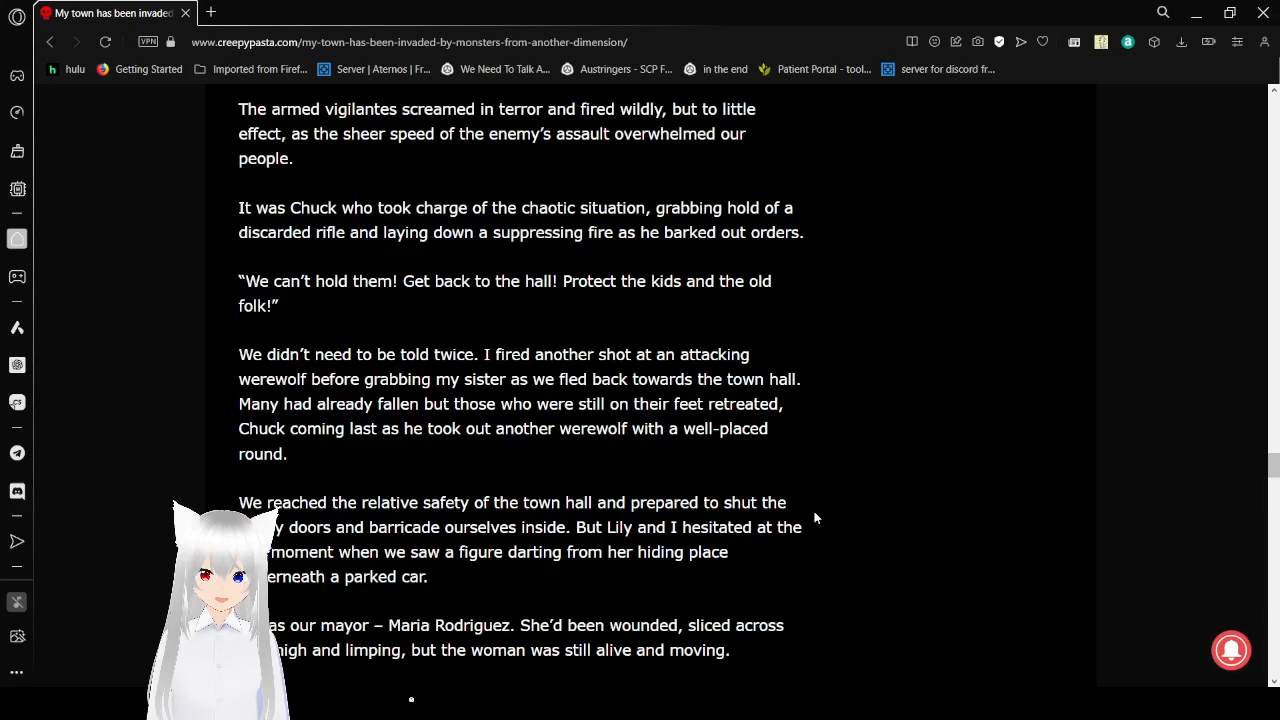 My town has been invaded
VPN
www.creepypasta.com/my-town-has-been-invaded-by-monsters-from-another-dimension/
hulu
Getting Started
Imported from Firef...
Server | Aternos | Fr...
We Need To Talk A...
Austringers - SCP F...
in the end
Patient Portal - tool...
server for discord fr...
The armed vigilantes screamed in terror and fired wildly, but to little
effect, as the sheer speed of the enemy's assault overwhelmed our
people.
It was Chuck who took charge of the chaotic situation, grabbing hold of a
discarded rifle and laying down a suppressing fire as he barked out orders.
“We can't hold them! Get back to the hall! Protect the kids and the old
folk!”
We didn't need to be told twice. I fired another shot at an attacking
werewolf before grabbing my sister as we fled back towards the town hall.
Many had already fallen but those who were still on their feet retreated,
Chuck coming last as he took out another werewolf with a well-placed
round.
We reached the relative safety of the town hall and prepared to shut the
doors and barricade ourselves inside. But Lily and I hesitated at the
moment when we saw a figure darting from her hiding place
erneath a parked car.
as our mayor – Maria Rodriguez. She'd been wounded, sliced across
high and limping, but the woman was still alive and moving.